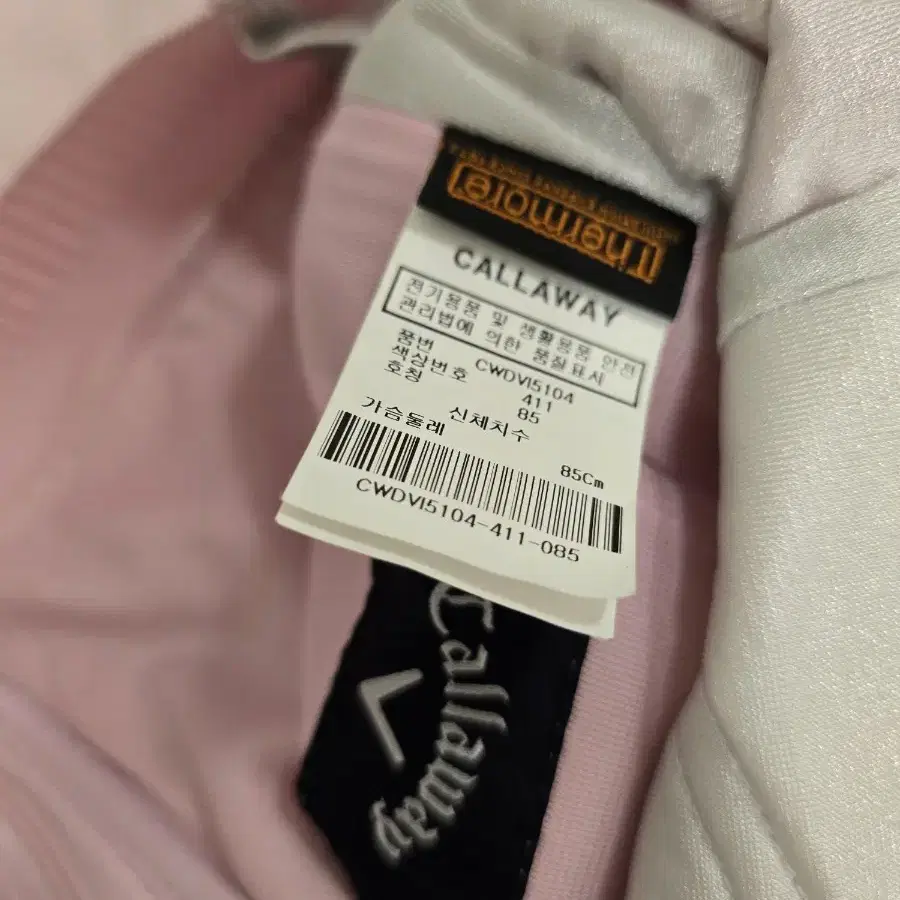 Thermore
CALLAWAY
전기용품 및 생활용품 안전
관리법에 의한 품질표시
품번 CWDVI5104
색상번호 411
호칭 85
신체치수
가슴둘레 85Cm
CWDVI5104-411-085
Callaway